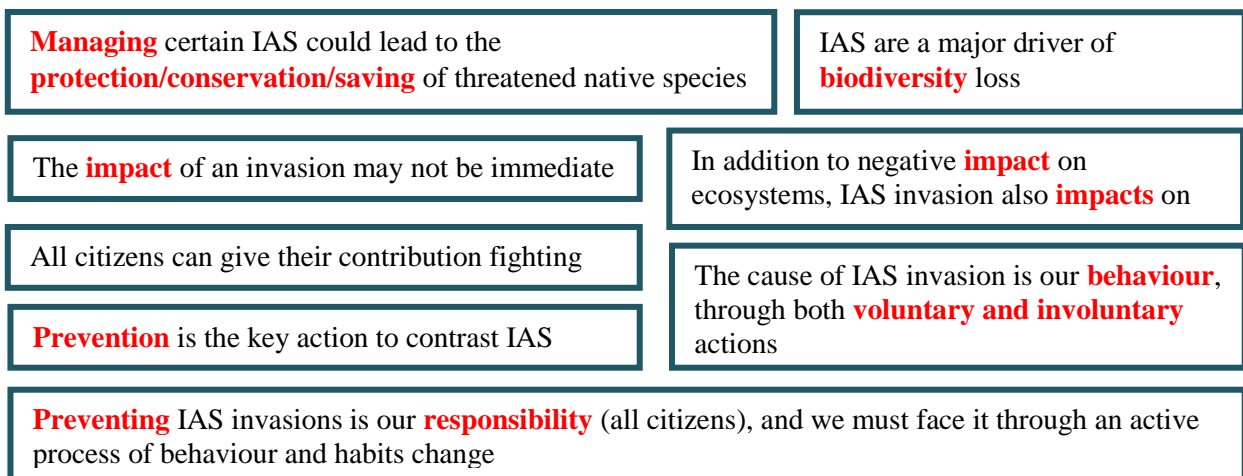 Managing certain IAS could lead to the
protection/conservation/saving of threatened native species
IAS are a major driver of
biodiversity loss
The impact of an invasion may not be immediate
In addition to negative impact on
ecosystems, IAS invasion also impacts on
All citizens can give their contribution fighting
The cause of IAS invasion is our behaviour,
through both voluntary and involuntary
actions
Prevention is the key action to contrast IAS
Preventing IAS invasions is our responsibility (all citizens), and we must face it through an active
process of behaviour and habits change